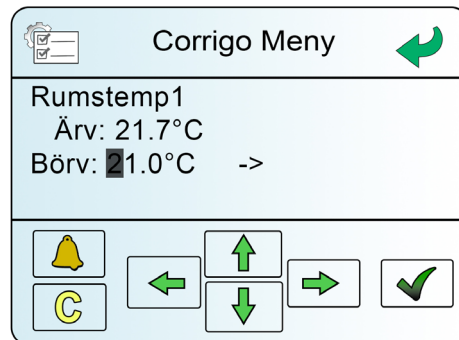 Corrigo Meny
Rumstemp1
Ärv: 21.7°C
Börv: 21.0°C ->
C